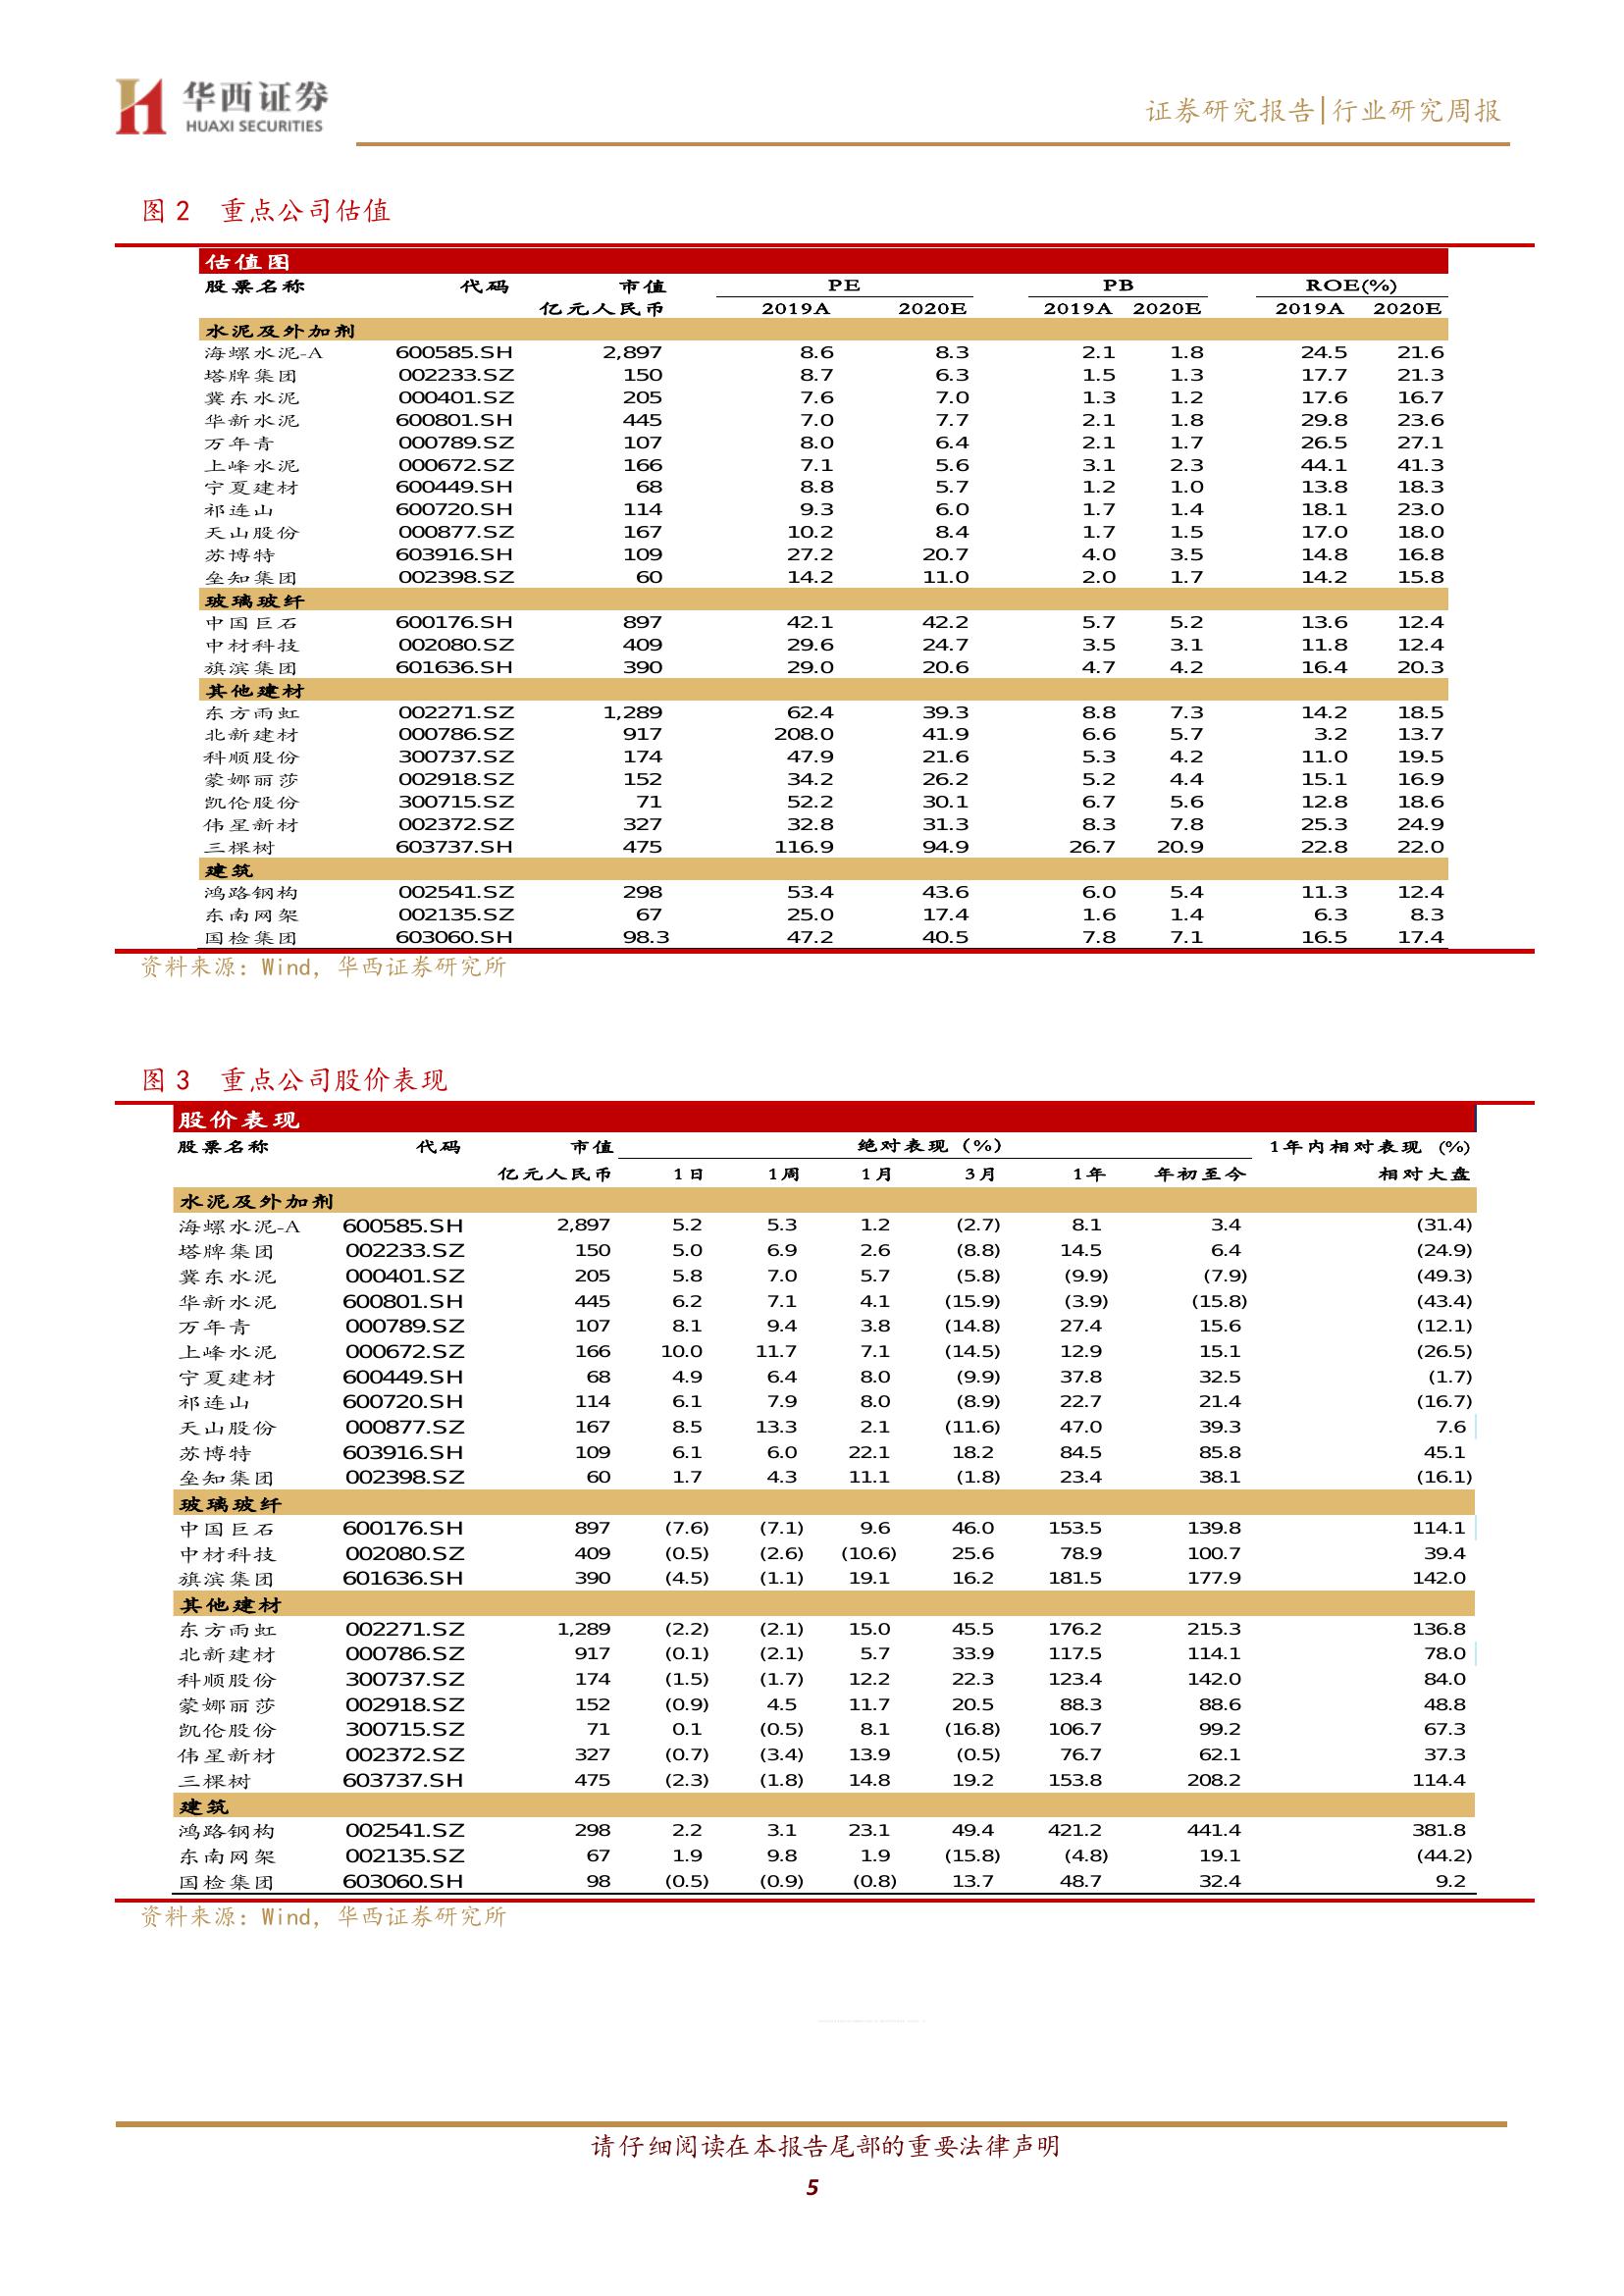 华西证券
HUAXI SECURITIES
证券研究报告|行业研究周报
图 2 重点公司估值
估值图
股票名称 代码 市值 PE PB ROE(%)
亿元人民币 2019A 2020E 2019A 2020E 2019A 2020E
水泥及外加剂
海螺水泥-A 600585.SH 2,897 8.6 8.3 2.1 1.8 24.5 21.6
塔牌集团 002233.SZ 150 8.7 6.3 1.5 1.3 17.7 21.3
冀东水泥 000401.SZ 205 7.6 7.0 1.3 1.2 17.6 16.7
华新水泥 600801.SH 445 7.0 7.7 2.1 1.8 29.8 23.6
万年青 000789.SZ 107 8.0 6.4 2.1 1.7 26.5 27.1
上峰水泥 000672.SZ 166 7.1 5.6 3.1 2.3 44.1 41.3
宁夏建材 600449.SH 68 8.8 5.7 1.2 1.0 13.8 18.3
祁连山 600720.SH 114 9.3 6.0 1.7 1.4 18.1 23.0
天山股份 000877.SZ 167 10.2 8.4 1.7 1.5 17.0 18.0
苏博特 603916.SH 109 27.2 20.7 4.0 3.5 14.8 16.8
垒知集团 002398.SZ 60 14.2 11.0 2.0 1.7 14.2 15.8
玻璃玻纤
中国巨石 600176.SH 897 42.1 42.2 5.7 5.2 13.6 12.4
中材科技 002080.SZ 409 29.6 24.7 3.5 3.1 11.8 12.4
旗滨集团 601636.SH 390 29.0 20.6 4.7 4.2 16.4 20.3
其他建材
东方雨虹 002271.SZ 1,289 62.4 39.3 8.8 7.3 14.2 18.5
北新建材 000786.SZ 917 208.0 41.9 6.6 5.7 3.2 13.7
科顺股份 300737.SZ 174 47.9 21.6 5.3 4.2 11.0 19.5
蒙娜丽莎 002918.SZ 152 34.2 26.2 5.2 4.4 15.1 16.9
凯伦股份 300715.SZ 71 52.2 30.1 6.7 5.6 12.8 18.6
伟星新材 002372.SZ 327 32.8 31.3 8.3 7.8 25.3 24.9
三棵树 603737.SH 475 116.9 94.9 26.7 20.9 22.8 22.0
建筑
鸿路钢构 002541.SZ 298 53.4 43.6 6.0 5.4 11.3 12.4
东南网架 002135.SZ 67 25.0 17.4 1.6 1.4 6.3 8.3
国检集团 603060.SH 98.3 47.2 40.5 7.8 7.1 16.5 17.4
资料来源：Wind，华西证券研究所
图 3 重点公司股价表现
股价表现
股票名称 代码 市值 绝对表现 (%) 1年内相对表现 (%)
亿元人民币 1日 1周 1月 3月 1年 年初至今 相对大盘
水泥及外加剂
海螺水泥-A 600585.SH 2,897 5.2 5.3 1.2 (2.7) 8.1 3.4 (31.4)
塔牌集团 002233.SZ 150 5.0 6.9 2.6 (8.8) 14.5 6.4 (24.9)
冀东水泥 000401.SZ 205 5.8 7.0 5.7 (5.8) (9.9) (7.9) (49.3)
华新水泥 600801.SH 445 6.2 7.1 4.1 (15.9) (3.9) (15.8) (43.4)
万年青 000789.SZ 107 8.1 9.4 3.8 (14.8) 27.4 15.6 (12.1)
上峰水泥 000672.SZ 166 10.0 11.7 7.1 (14.5) 12.9 15.1 (26.5)
宁夏建材 600449.SH 68 4.9 6.4 8.0 (9.9) 37.8 32.5 (1.7)
祁连山 600720.SH 114 6.1 7.9 8.0 (8.9) 22.7 21.4 (16.7)
天山股份 000877.SZ 167 8.5 13.3 2.1 (11.6) 47.0 39.3 7.6
苏博特 603916.SH 109 6.1 6.0 22.1 18.2 84.5 85.8 45.1
垒知集团 002398.SZ 60 1.7 4.3 11.1 (1.8) 23.4 38.1 (16.1)
玻璃玻纤
中国巨石 600176.SH 897 (7.6) (7.1) 9.6 46.0 153.5 139.8 114.1
中材科技 002080.SZ 409 (0.5) (2.6) (10.6) 25.6 78.9 100.7 39.4
旗滨集团 601636.SH 390 (4.5) (1.1) 19.1 16.2 181.5 177.9 142.0
其他建材
东方雨虹 002271.SZ 1,289 (2.2) (2.1) 15.0 45.5 176.2 215.3 136.8
北新建材 000786.SZ 917 (0.1) (2.1) 5.7 33.9 117.5 114.1 78.0
科顺股份 300737.SZ 174 (1.5) (1.7) 12.2 22.3 123.4 142.0 84.0
蒙娜丽莎 002918.SZ 152 (0.9) 4.5 11.7 20.5 88.3 88.6 48.8
凯伦股份 300715.SZ 71 0.1 (0.5) 8.1 (16.8) 106.7 99.2 67.3
伟星新材 002372.SZ 327 (0.7) (3.4) 13.9 (0.5) 76.7 62.1 37.3
三棵树 603737.SH 475 (2.3) (1.8) 14.8 19.2 153.8 208.2 114.4
建筑
鸿路钢构 002541.SZ 298 2.2 3.1 23.1 49.4 421.2 441.4 381.8
东南网架 002135.SZ 67 1.9 9.8 1.9 (15.8) (4.8) 19.1 (44.2)
国检集团 603060.SH 98 (0.5) (0.9) (0.8) 13.7 48.7 32.4 9.2
资料来源：Wind，华西证券研究所
请仔细阅读在本报告尾部的重要法律声明
5